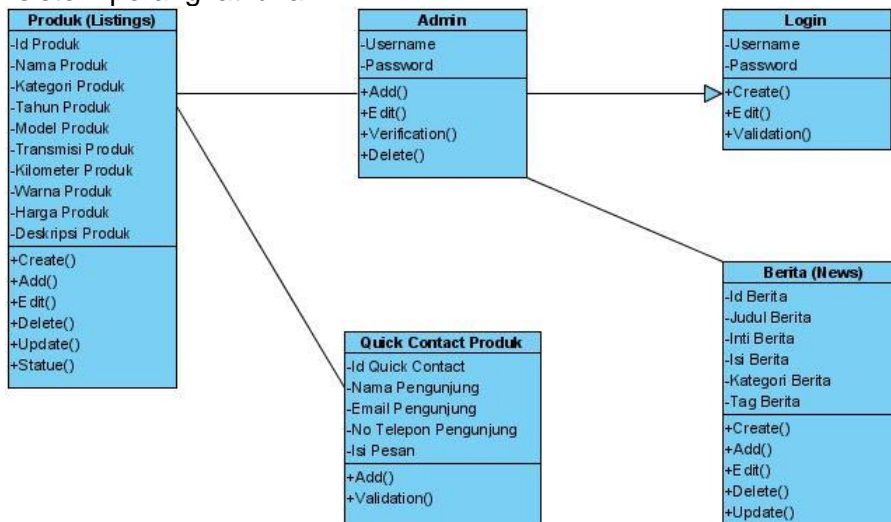 Produk (Listings)
-Id Produk
-Nama Produk
-Kategori Produk
-Tahun Produk
-Model Produk
-Transmisi Produk
-Kilometer Produk
-Warna Produk
-Harga Produk
-Deskripsi Produk
+Create()
+Add()
+Edit()
+Delete()
+Update()
+Statue()
Admin
-Username
-Password
+Add()
+Edit()
+Verification()
+Delete()
Login
-Username
-Password
+Create()
+Edit()
+Validation()
Quick Contact Produk
-Id Quick Contact
-Nama Pengunjung
-Email Pengunjung
-No Telepon Pengunjung
-Isi Pesan
+Add()
+Validation()
Berita (News)
-Id Berita
-Judul Berita
-Inti Berita
-Isi Berita
-Kategori Berita
-Tag Berita
+Create()
+Add()
+Edit()
+Delete()
+Update()